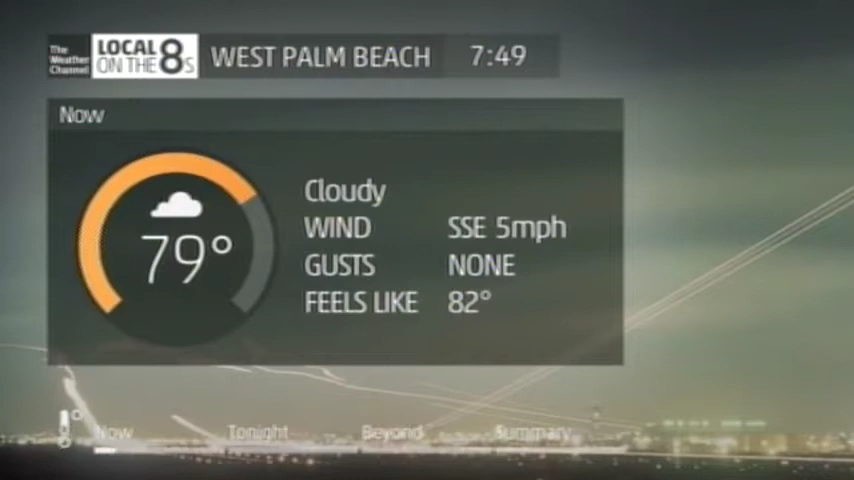 The Weather Channel
LOCAL ON THE 8s
WEST PALM BEACH 7:49
Now
79°
Cloudy
WIND SSE 5mph
GUSTS NONE
FEELS LIKE 82°
Now Tonight Beyond Summary